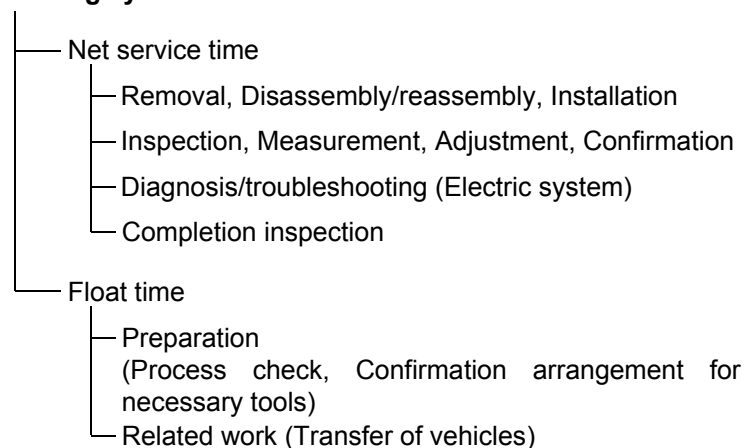 Net service time
Removal, Disassembly/reassembly, Installation
Inspection, Measurement, Adjustment, Confirmation
Diagnosis/troubleshooting (Electric system)
Completion inspection
Float time
Preparation
(Process check, Confirmation arrangement for
necessary tools)
Related work (Transfer of vehicles)